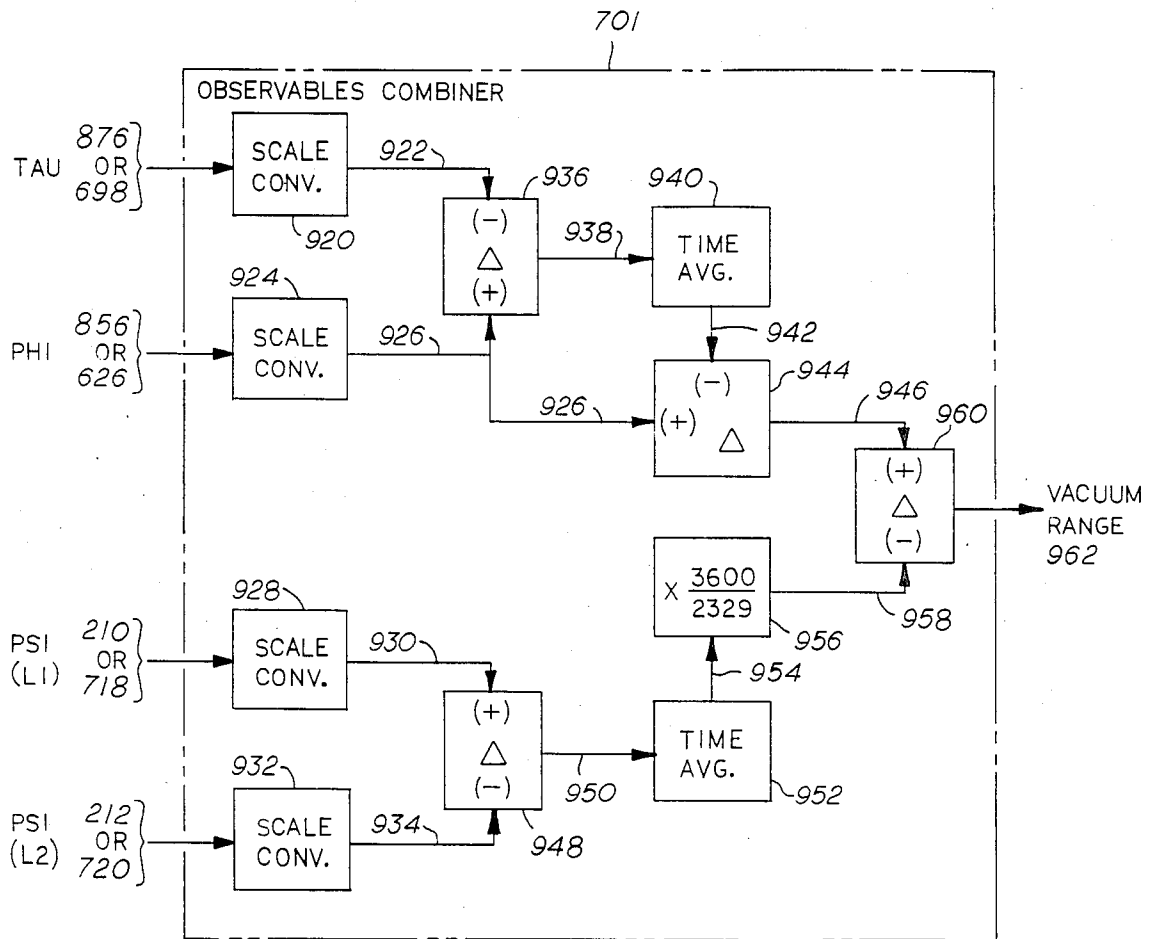 701
OBSERVABLES COMBINER
TAU
876
OR
698
SCALE
CONV.
920
922
(-)
△
(+)
936
938
940
TIME
AVG.
942
PHI
856
OR
626
924
SCALE
CONV.
926
926
(-)
(+)
△
944
946
960
(+)
△
(-)
VACUUM
RANGE
962
X 3600
2329
956
958
954
PSI
(L1)
210
OR
718
928
SCALE
CONV.
930
(+)
△
(-)
948
950
TIME
AVG.
952
PSI
(L2)
212
OR
720
932
SCALE
CONV.
934